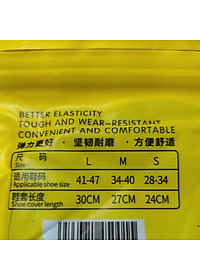 BETTER ELASTICITY
TOUGH AND WEAR-RESISTANT
CONVENIENT AND COMFORTABLE
弹力更好·坚韧耐磨·方便舒适
尺 码 L M S
适用鞋码 41-47 34-40 28-34
Applicable shoe size
鞋套长度 30CM 27CM 24CM
Shoe cover length